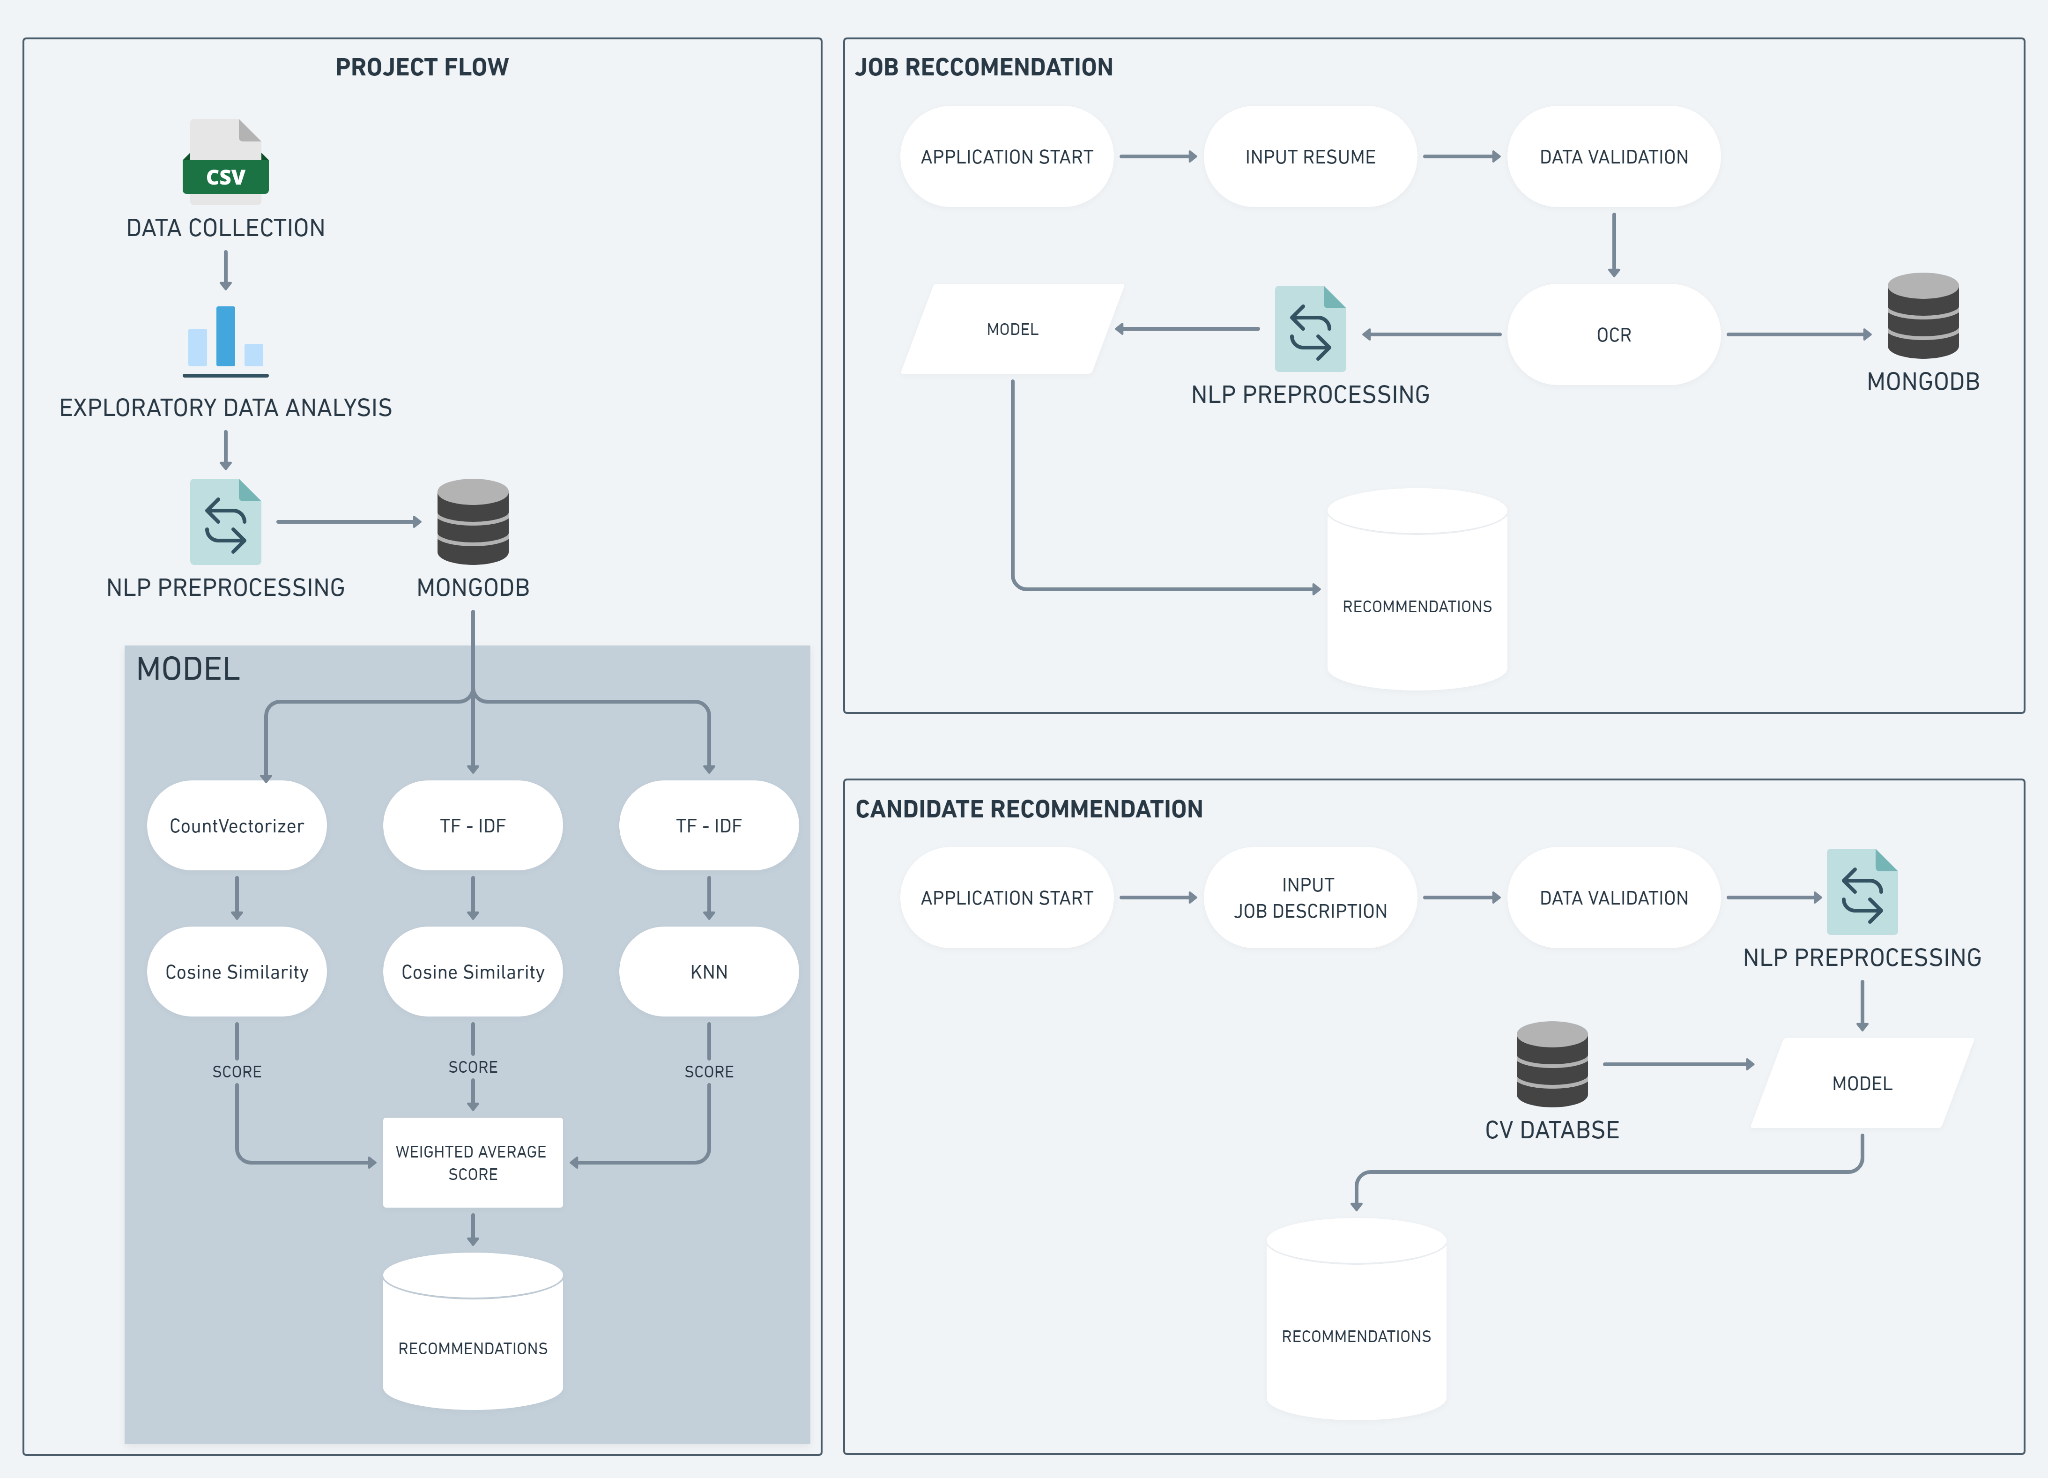 PROJECT FLOW
CSV
DATA COLLECTION
EXPLORATORY DATA ANALYSIS
NLP PREPROCESSING
MONGODB
MODEL
CountVectorizer
TF - IDF
TF - IDF
Cosine Similarity
Cosine Similarity
KNN
SCORE
SCORE
SCORE
WEIGHTED AVERAGE
SCORE
RECOMMENDATIONS
JOB RECCOMENDATION
APPLICATION START
INPUT RESUME
DATA VALIDATION
MODEL
NLP PREPROCESSING
OCR
MONGODB
RECOMMENDATIONS
CANDIDATE RECOMMENDATION
APPLICATION START
INPUT
JOB DESCRIPTION
DATA VALIDATION
NLP PREPROCESSING
CV DATABSE
MODEL
RECOMMENDATIONS